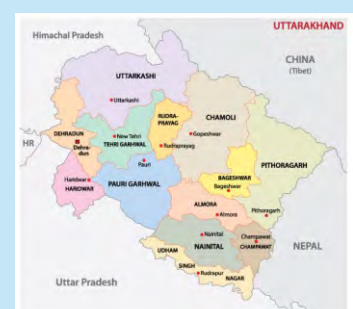 UTTARAKHAND
Himachal Pradesh
CHINA
(Tibet)
UTTARKASHI
Uttarkashi
CHAMOLI
RUDRA-
PRAYAG
DEHRADUN
Dehra-
dun
New Tehri
TEHRI GARHWAL
Gopeshwar
HR
Rudraprayag
PITHORAGARH
Pauri
BAGESHWAR
Bageshwar
Haridwar
HARIDWAR
PAURI GARHWAL
ALMORA
Almora
Pithoragarh
Nainital
NAINITAL
Champawat
CHAMPAWAT
NEPAL
UDHAM
SINGH
NAGAR
Rudrapur
Uttar Pradesh